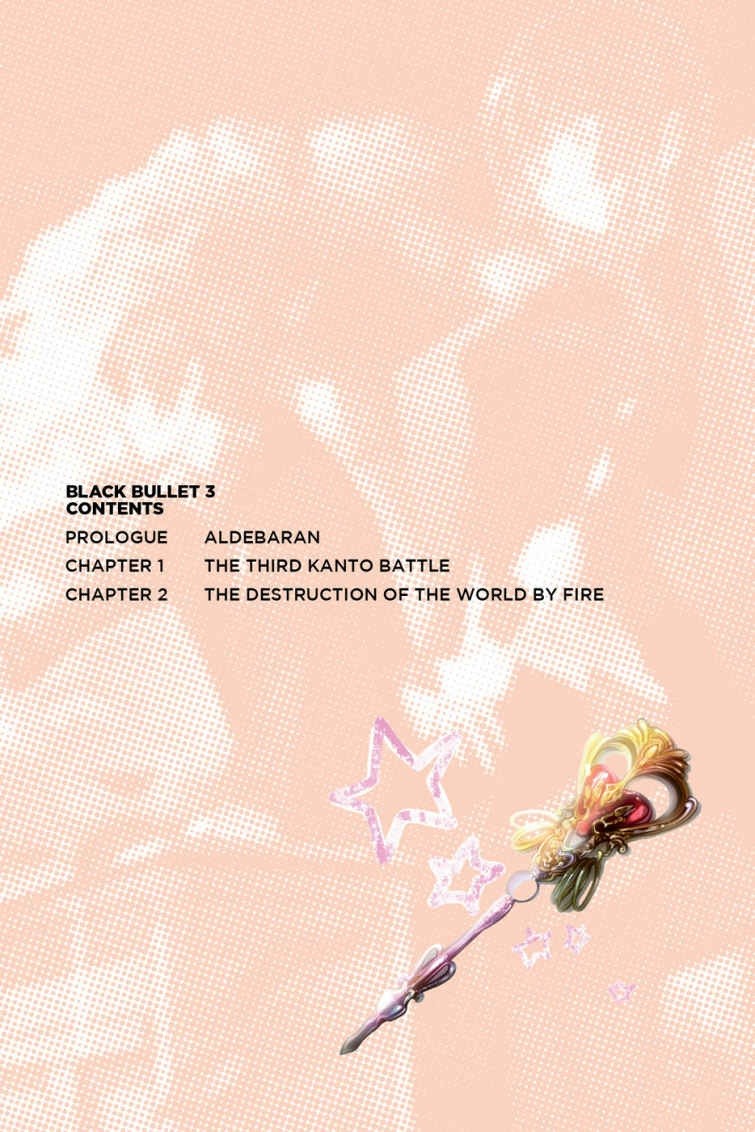 BLACK BULLET 3
CONTENTS
PROLOGUE ALDEBARAN
CHAPTER 1 THE THIRD KANTO BATTLE
CHAPTER 2 THE DESTRUCTION OF THE WORLD BY FIRE